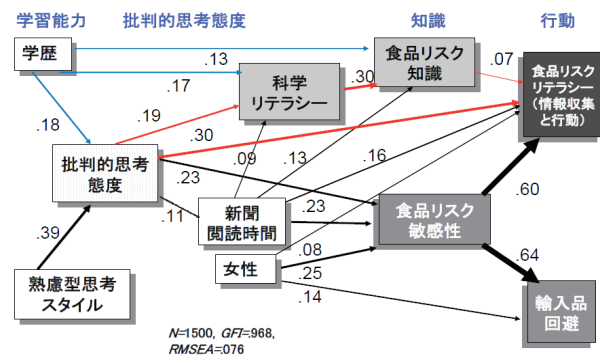 学習能力 批判的思考態度 知識 行動
学歴
.13
.17
.18
科学
リテラシー
.30
食品リスク
知識
.07
食品リスク
リテラシー
(情報収集
と行動)
.19
.30
批判的思考
態度
.23
.09
.13
.16
.11
新聞
閲読時間
.23
食品リスク
敏感性
.60
.39
女性
.08
.25
.14
.64
熟慮型思考
スタイル
輸入品
回避
N=1500, GFI=.968,
RMSEA=.076